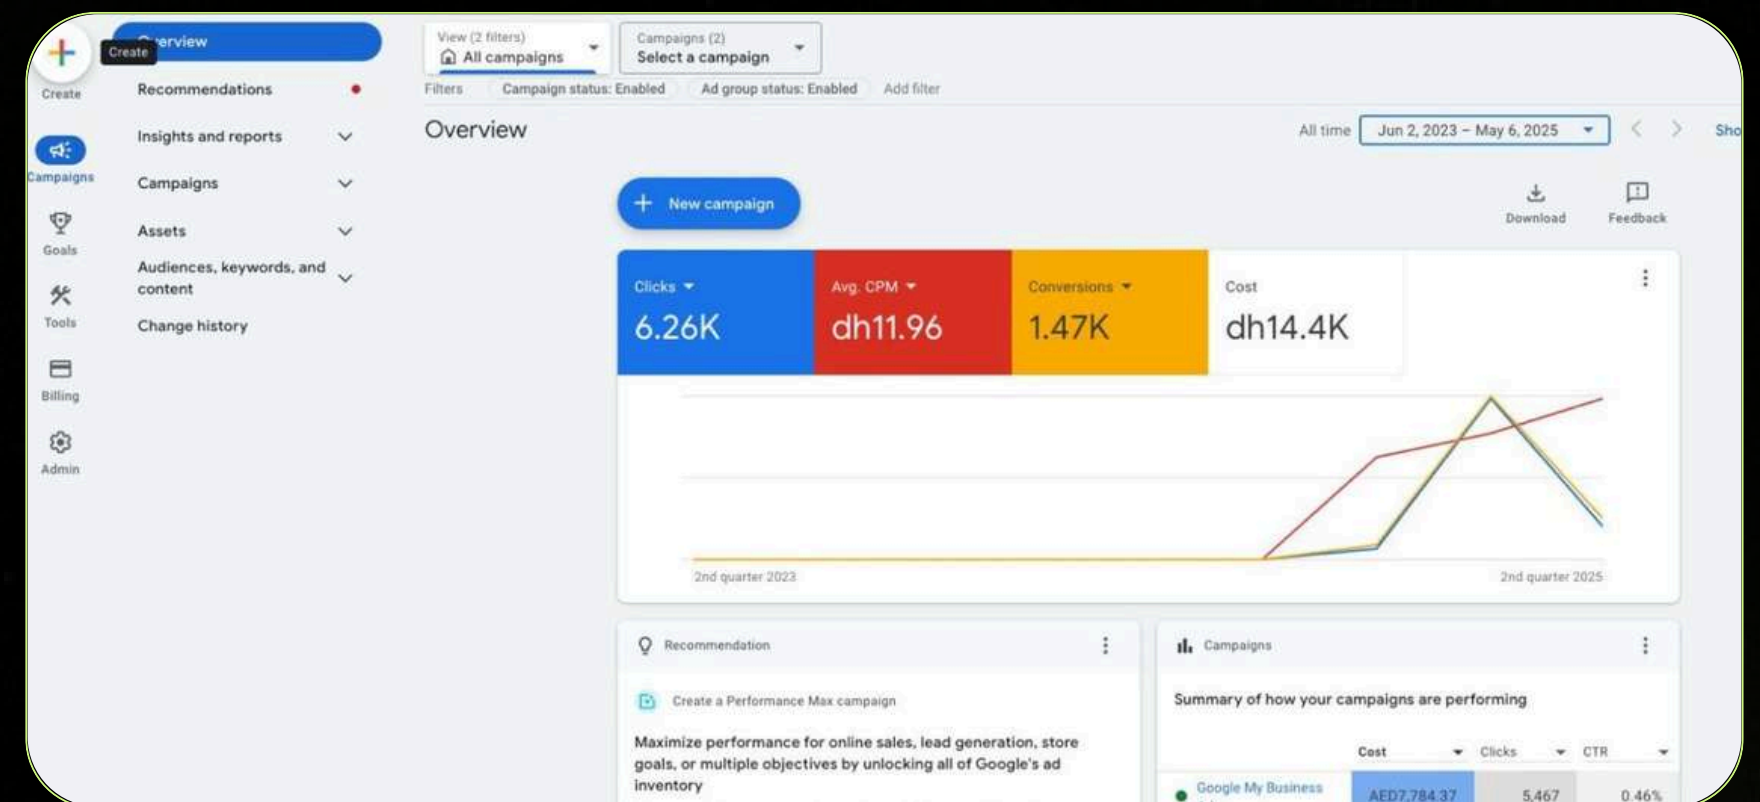 Create
Create
Campaigns
Goals
Tools
Billing
Admin
erview
Recommendations
Insights and reports
Campaigns
Assets
Audiences, keywords, and
content
Change history
View (2 filters)
All campaigns
Campaigns (2)
Select a campaign
Filters Campaign status: Enabled Ad group status: Enabled Add filter
Overview
All time Jun 2, 2023 – May 6, 2025 Sho
New campaign
Download Feedback
Clicks Avg. CPM Conversions Cost
6.26K dh11.96 1.47K dh14.4K
2nd quarter 2023 2nd quarter 2025
Recommendation
Create a Performance Max campaign
Maximize performance for online sales, lead generation, store
goals, or multiple objectives by unlocking all of Google's ad
inventory
Campaigns
Summary of how your campaigns are performing
Cost Clicks CTR
Google My Business AED7,784.37 5,467 0.46%